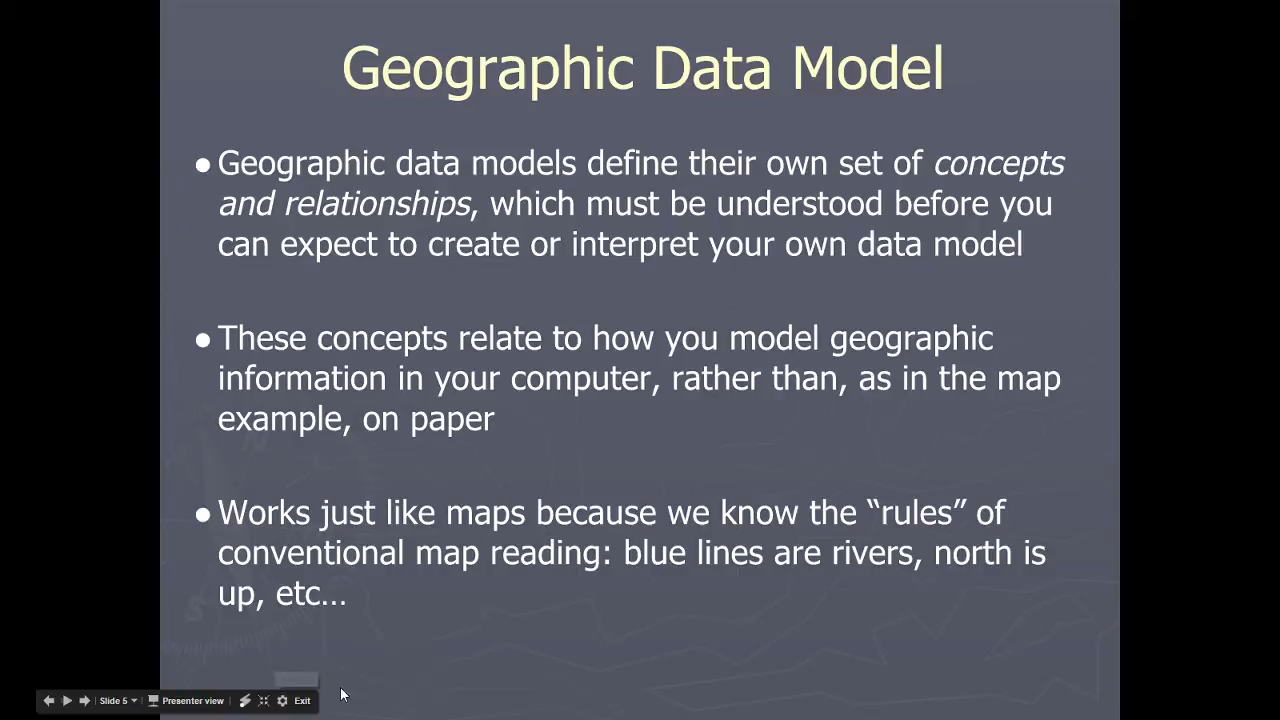 Geographic Data Model
● Geographic data models define their own set of concepts
and relationships, which must be understood before you
can expect to create or interpret your own data model
● These concepts relate to how you model geographic
information in your computer, rather than, as in the map
example, on paper
● Works just like maps because we know the “rules” of
conventional map reading: blue lines are rivers, north is
up, etc…
N
S
Slide 5 Presenter view Exit